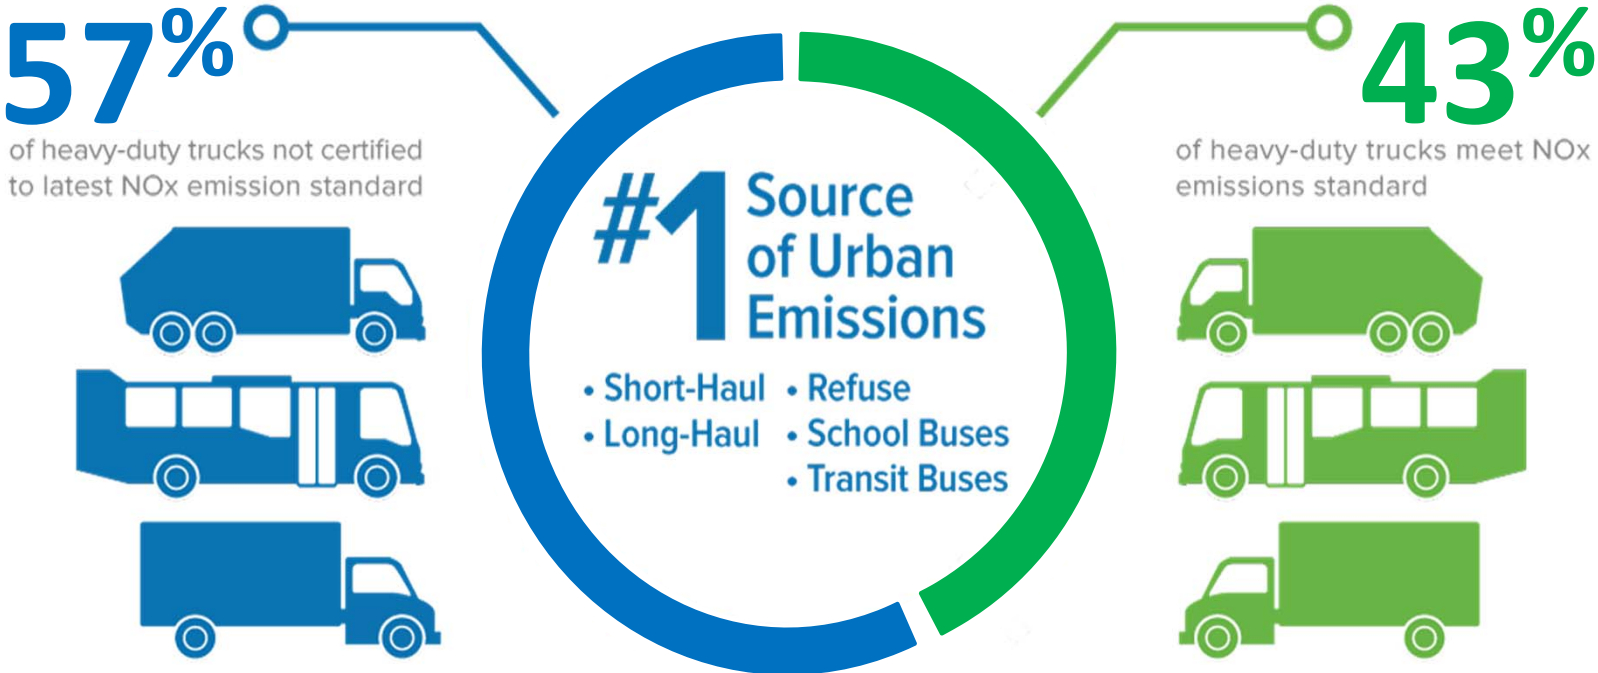 57%
of heavy-duty trucks not certified
to latest NOx emission standard
#1 Source
of Urban
Emissions
• Short-Haul
• Long-Haul
• Refuse
• School Buses
• Transit Buses
43%
of heavy-duty trucks meet NOx
emissions standard